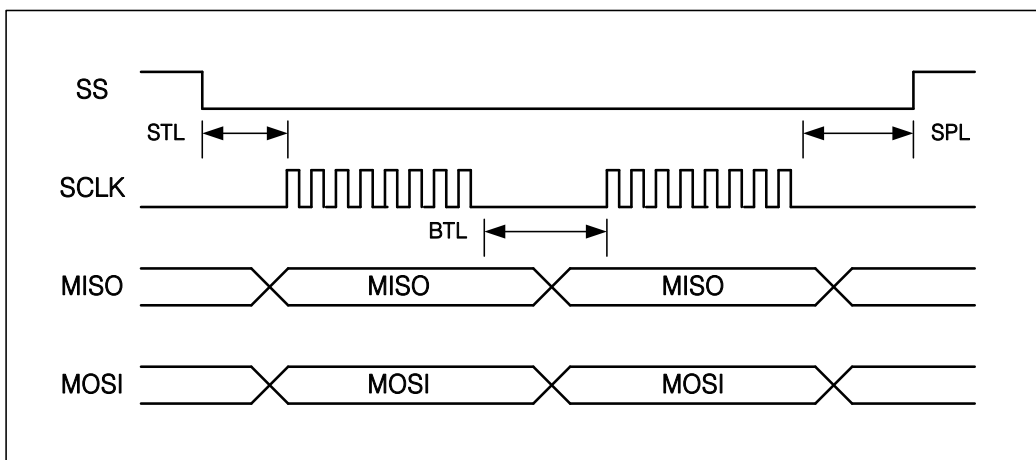 SS
STL
SPL
SCLK
BTL
MISO MISO MISO
MOSI MOSI MOSI